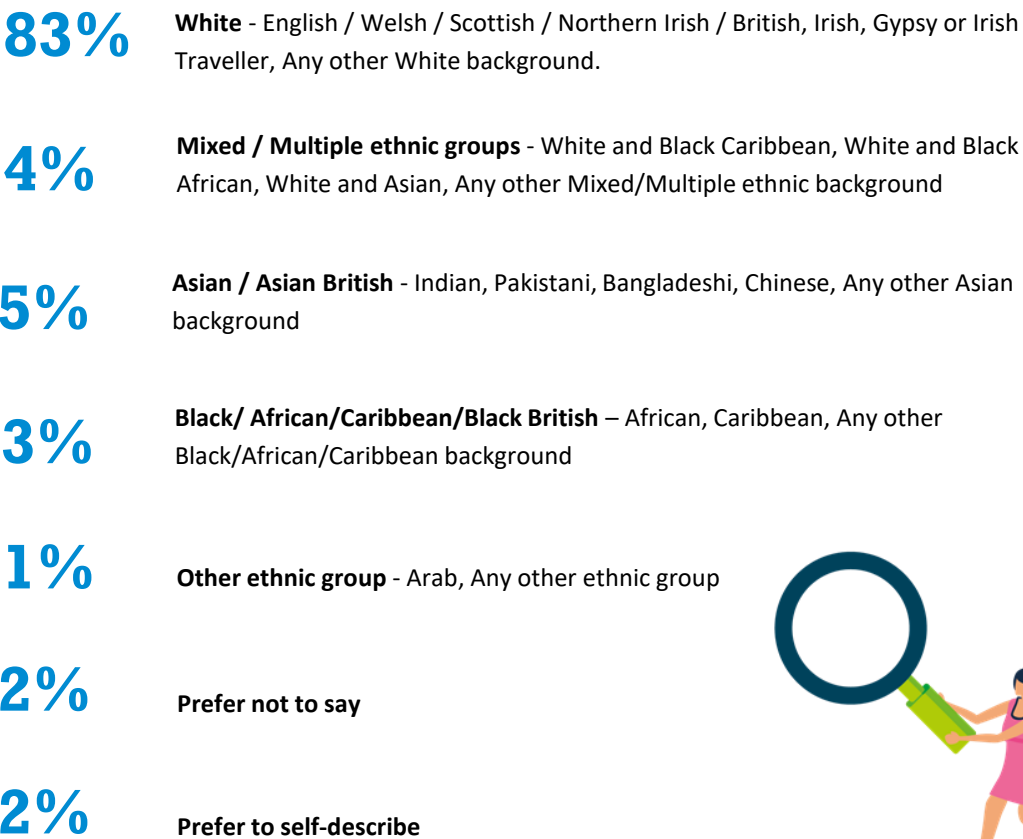 83%
White - English / Welsh / Scottish / Northern Irish / British, Irish, Gypsy or Irish
Traveller, Any other White background.
4%
Mixed / Multiple ethnic groups - White and Black Caribbean, White and Black
African, White and Asian, Any other Mixed/Multiple ethnic background
5%
Asian / Asian British - Indian, Pakistani, Bangladeshi, Chinese, Any other Asian
background
3%
Black/ African/Caribbean/Black British – African, Caribbean, Any other
Black/African/Caribbean background
1%
Other ethnic group - Arab, Any other ethnic group
2%
Prefer not to say
2%
Prefer to self-describe